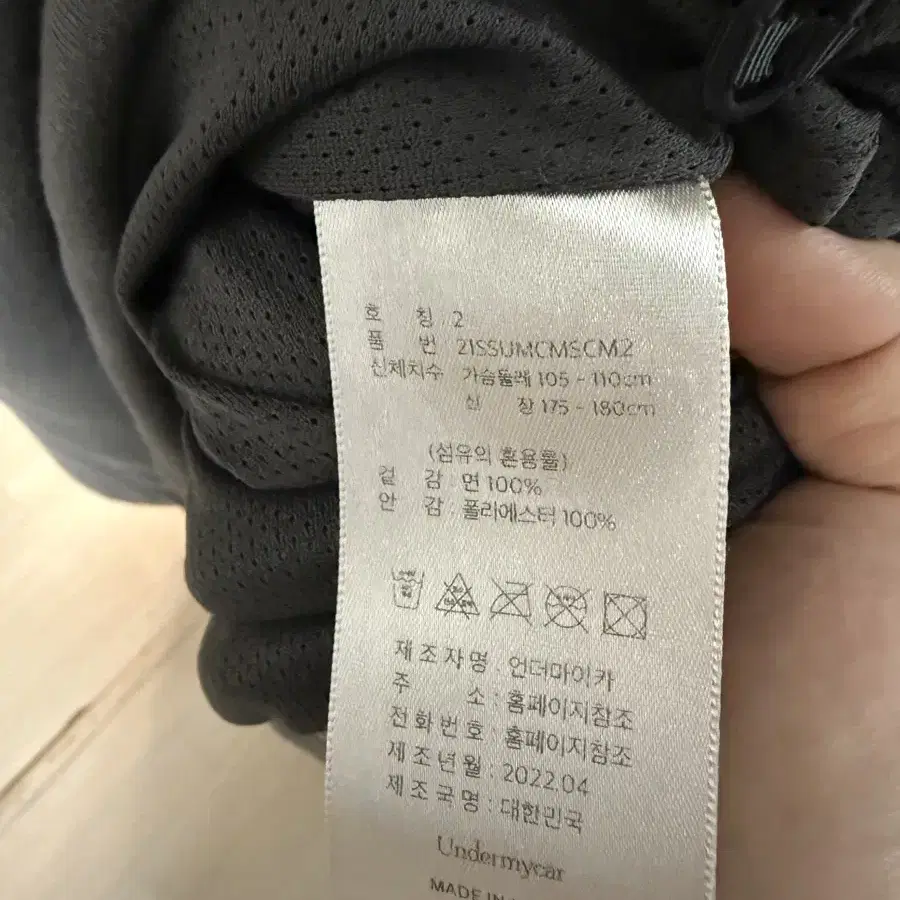 호 칭 2
품 번 21SSUMCMSCM2
신체치수 가슴둘레 105 - 110cm
신 장 175 - 180cm
(섬유의 혼용률)
겉 감 : 면 100%
안 감 : 폴리에스터 100%
제조자명 : 언더마이카
주 소 : 홈페이지참조
전화번호 : 홈페이지참조
제조년월 : 2022.04
제조국명 : 대한민국
Undermycar
MADE IN